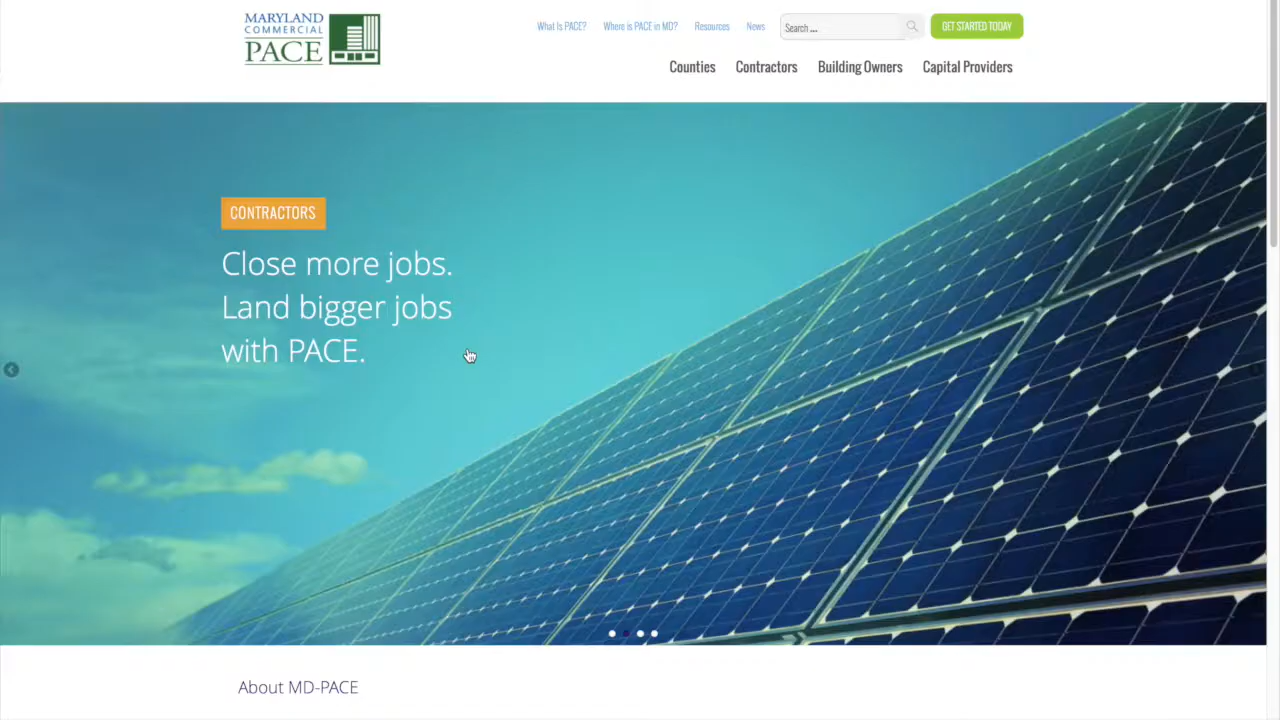 MARYLAND
COMMERCIAL
PACE
What Is PACE?
Where is PACE in MD?
Resources
News
Search ...
GET STARTED TODAY
Counties
Contractors
Building Owners
Capital Providers
CONTRACTORS
Close more jobs.
Land bigger jobs
with PACE.
About MD-PACE